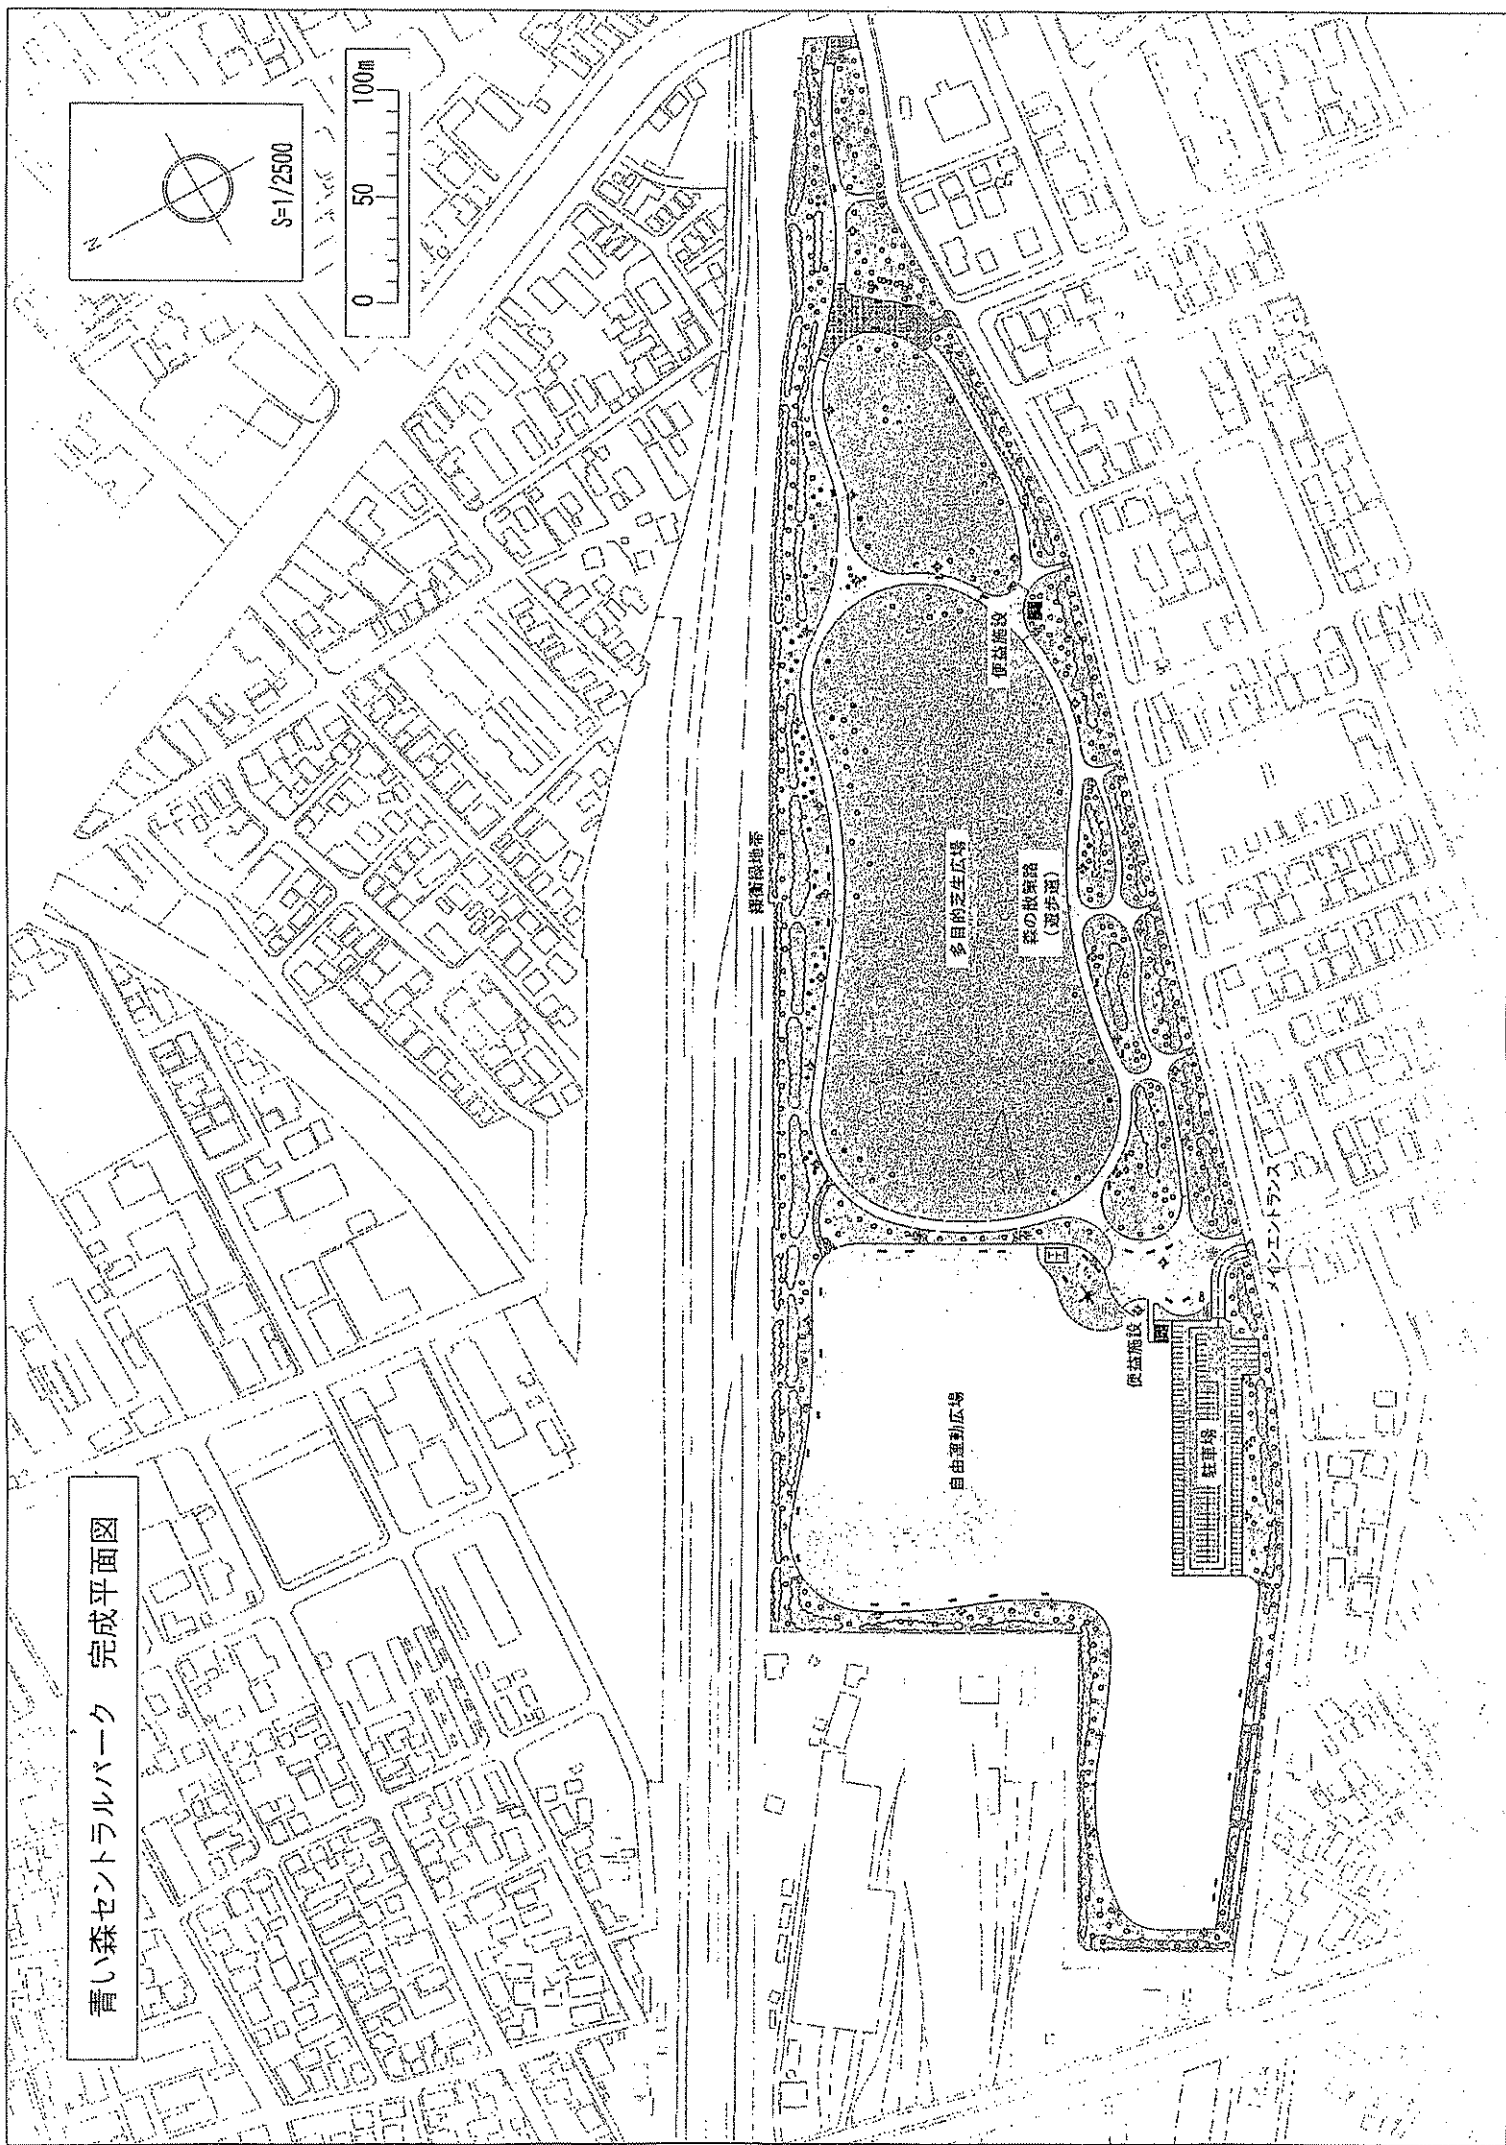 青い森セントラルパーク 完成平面図
N
S=1/2500
0 50 100m
緩衝緑地帯
多目的芝生広場
森の散策路
(遊歩道)
便益施設
自由運動広場
便益施設
駐車場
メインエントランス